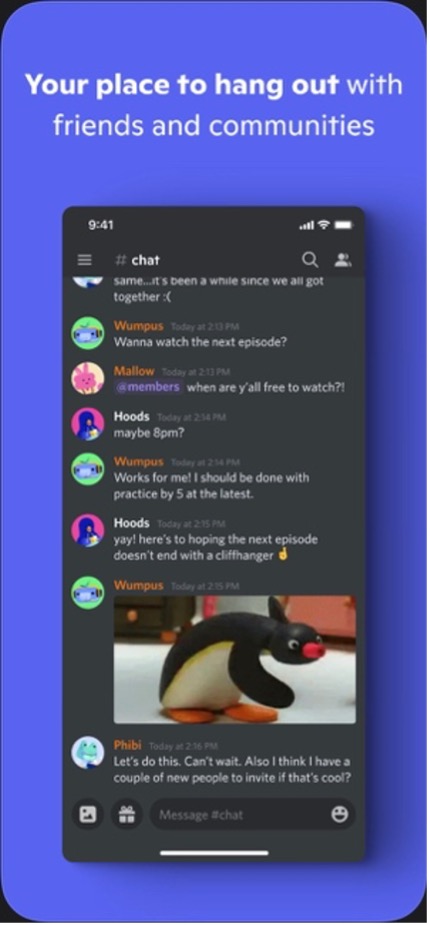 Your place to hang out with
friends and communities
9:41
# chat
same...it's been a while since we all got
together :(
Wumpus Today at 2:13 PM
Wanna watch the next episode?
Mallow Today at 2:13 PM
@members when are y'all free to watch?!
Hoods Today at 2:14 PM
maybe 8pm?
Wumpus Today at 2:14 PM
Works for me! I should be done with
practice by 5 at the latest.
Hoods Today at 2:15 PM
yay! here's to hoping the next episode
doesn't end with a cliffhanger 🤞
Wumpus Today at 2:15 PM
Phibi Today at 2:16 PM
Let's do this. Can't wait. Also I think I have a
couple of new people to invite if that's cool?
Message #chat